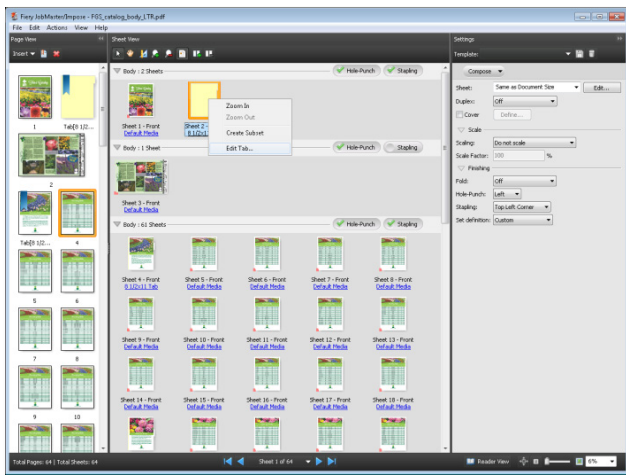 Fiery JobMaster/Impose - FGS_catalog_body_LTR.pdf
File Edit Actions View Help
Page View
Insert
1
Tab[8 1/2...
2
Tab[8 1/2...
4
5
6
7
8
9
10
Total Pages: 64 | Total Sheets: 64
Sheet View
Body : 2 Sheets
Hole-Punch
Stapling
Sheet 1 - Front
Default Media
Sheet 2 -
8 1/2x1
Zoom In
Zoom Out
Create Subset
Edit Tab...
Body : 1 Sheet
Hole-Punch
Stapling
Sheet 3 - Front
Default Media
Body : 61 Sheets
Hole-Punch
Stapling
Sheet 4 - Front
8 1/2x11 Tab
Sheet 5 - Front
Default Media
Sheet 6 - Front
Default Media
Sheet 7 - Front
Default Media
Sheet 8 - Front
Default Media
Sheet 9 - Front
Default Media
Sheet 10 - Front
Default Media
Sheet 11 - Front
Default Media
Sheet 12 - Front
Default Media
Sheet 13 - Front
Default Media
Sheet 14 - Front
Default Media
Sheet 15 - Front
Default Media
Sheet 16 - Front
Default Media
Sheet 17 - Front
Default Media
Sheet 18 - Front
Default Media
Sheet 1 of 64
Settings
Template:
Compose
Sheet: Same as Document Size Edit...
Duplex: Off
Cover Define...
Scale
Scaling: Do not scale
Scale Factor: 100 %
Finishing
Fold: Off
Hole-Punch: Left
Stapling: Top Left Corner
Set definition: Custom
Reader View
6%